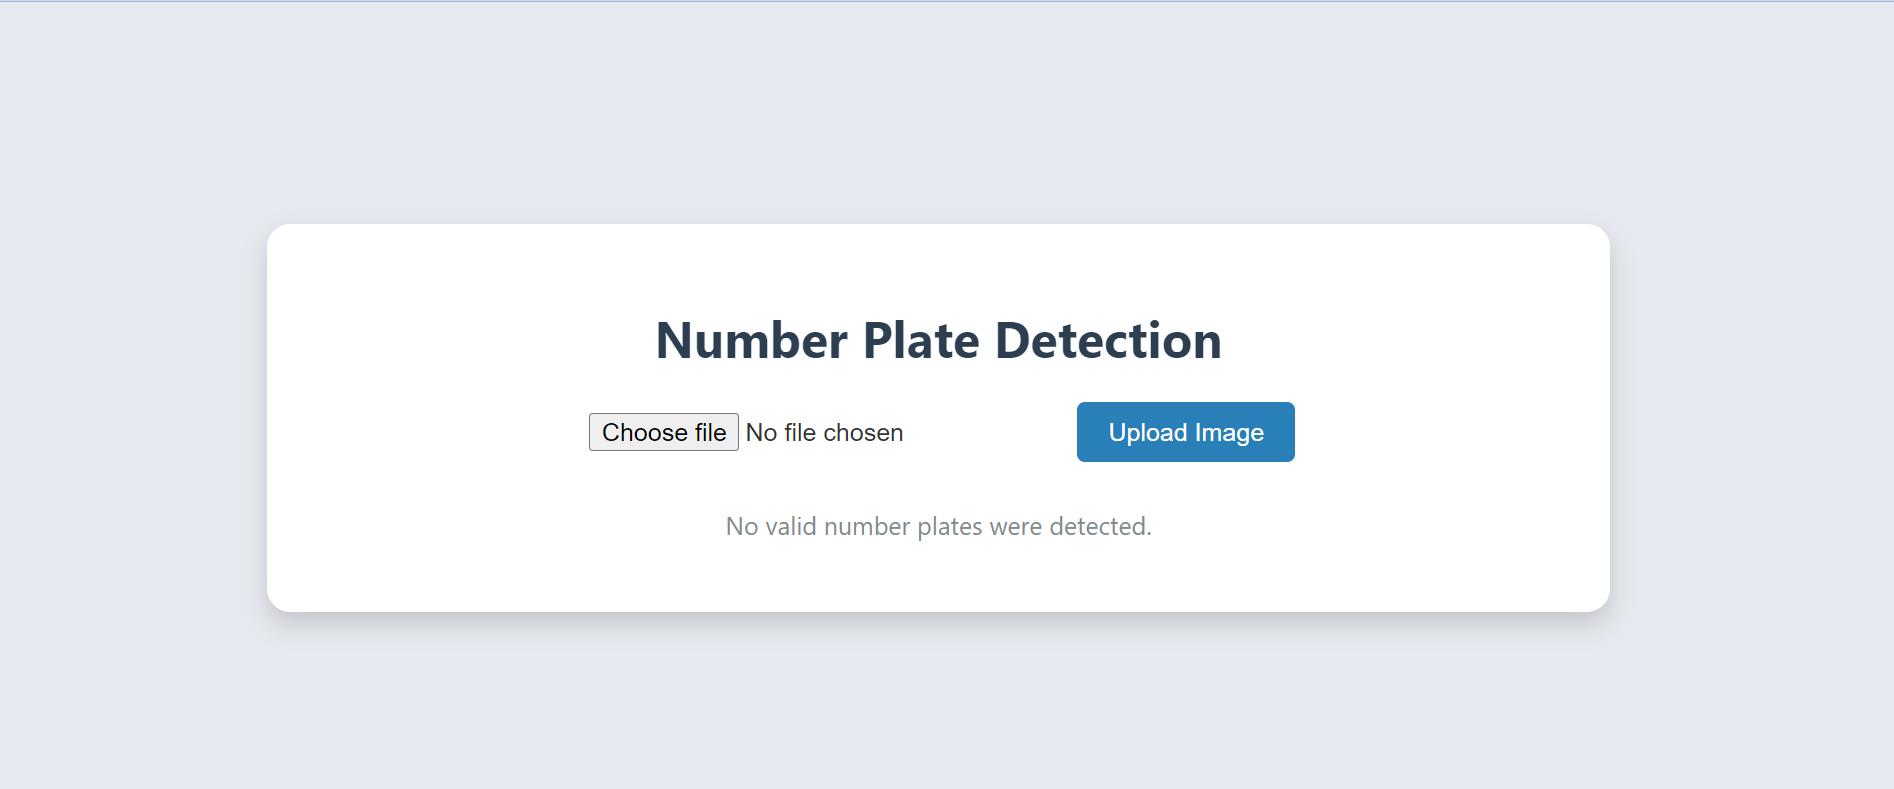 Number Plate Detection
Choose file No file chosen Upload Image
No valid number plates were detected.